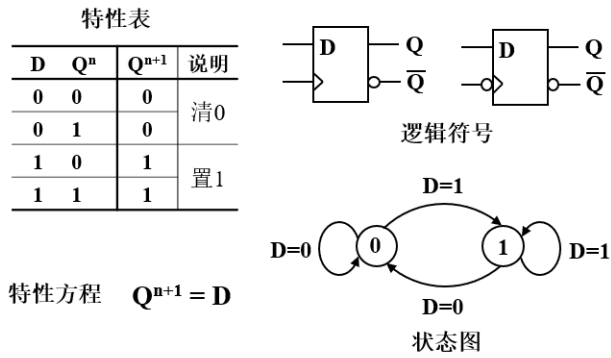 特性表
D Qⁿ Qⁿ⁺¹ 说明
0 0 0 清0
0 1 0
1 0 1 置1
1 1 1
特性方程 Qⁿ⁺¹ = D
D Q
Q̅
D Q
Q̅
逻辑符号
D=1
D=0 0 1 D=1
D=0
状态图